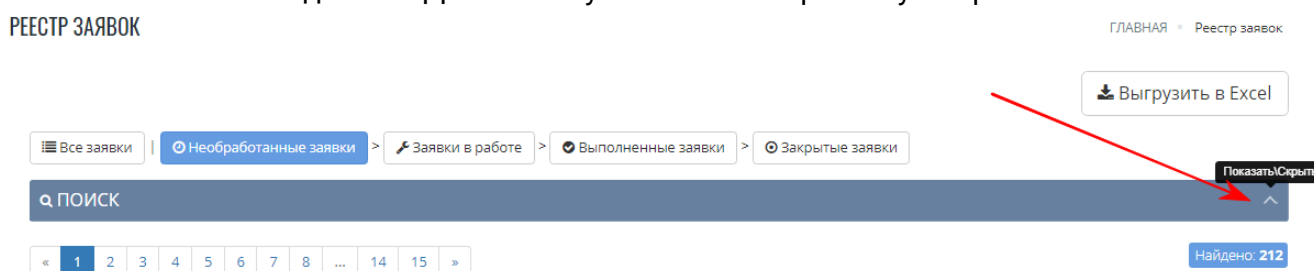 РЕЕСТР ЗАЯВОК
ГЛАВНАЯ • Реестр заявок
Выгрузить в Excel
Все заявки | Необработанные заявки > Заявки в работе > Выполненные заявки > Закрытые заявки
Показать\Скрыть
ПОИСК
« 1 2 3 4 5 6 7 8 ... 14 15 »
Найдено: 212